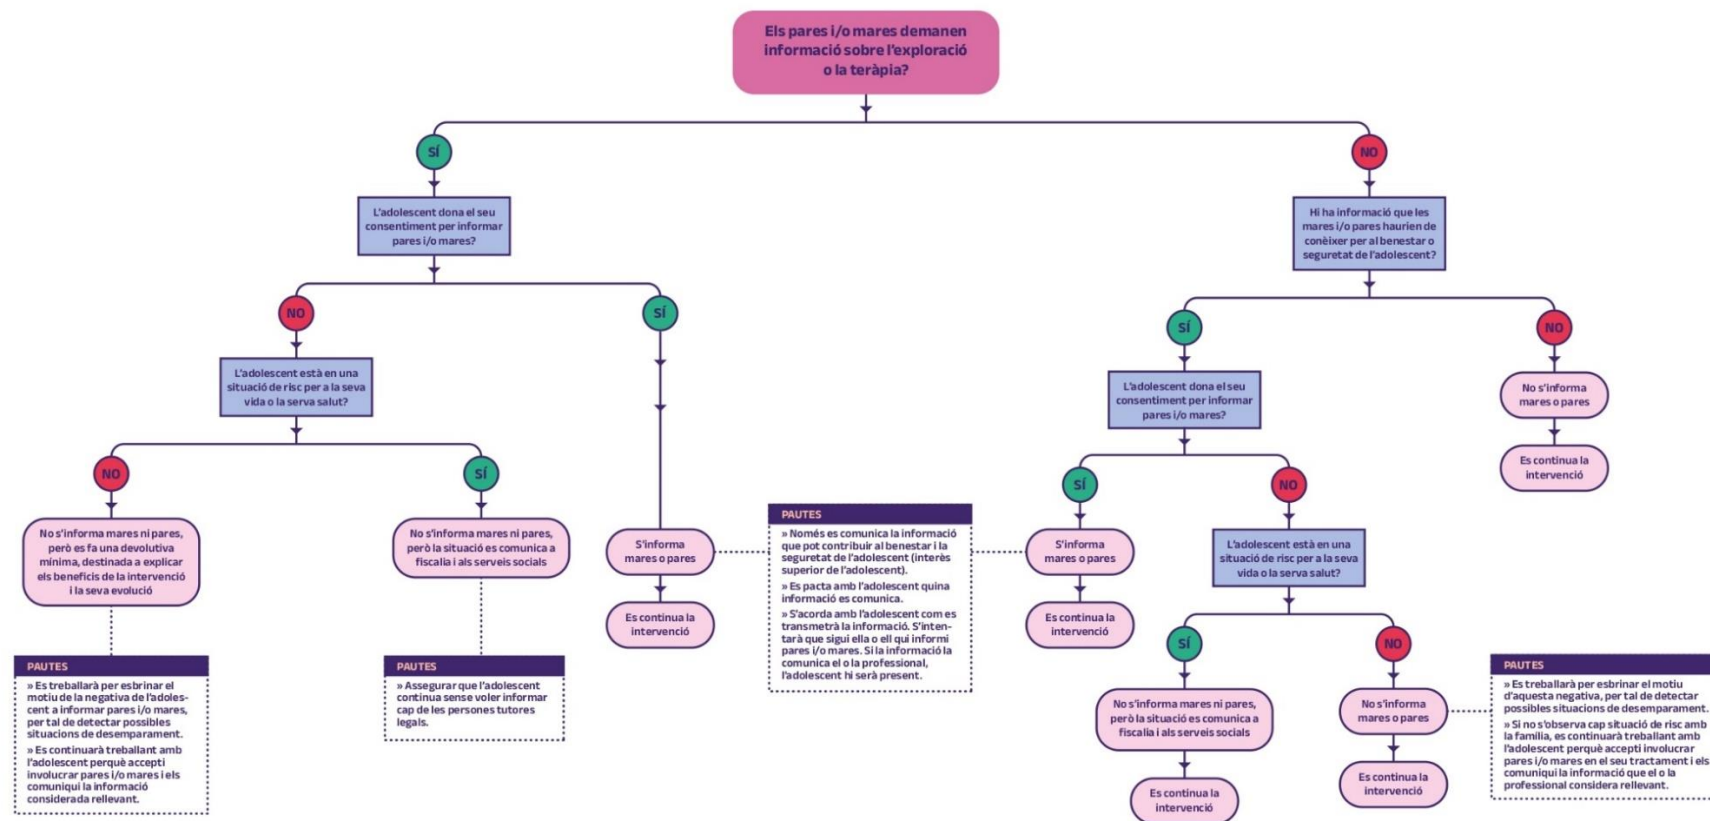 Els pares i/o mares demanen
informació sobre l'exploració
o la teràpia?
SÍ
NO
L'adolescent dona el seu
consentiment per informar
pares i/o mares?
Hi ha informació que les
mares i/o pares haurien de
conèixer per al benestar o
seguretat de l'adolescent?
NO
SÍ
SÍ
NO
L'adolescent està en una
situació de risc per a la seva
vida o la serva salut?
L'adolescent dona el seu
consentiment per informar
pares i/o mares?
No s'informa
mares o pares
Es continua la
intervenció
NO
SÍ
SÍ
NO
No s'informa mares ni pares,
però es fa una devolutiva
mínima, destinada a explicar
els beneficis de la intervenció
i la seva evolució
No s'informa mares ni pares,
però la situació es comunica a
fiscalia i als serveis socials
S'informa
mares o pares
Es continua la
intervenció
PAUTES
» Només es comunica la informació
que pot contribuir al benestar i la
seguretat de l'adolescent (interès
superior de l'adolescent).
» Es pacta amb l'adolescent quina
informació es comunica.
» S'acorda amb l'adolescent com es
transmetrà la informació. S'inten-
tarà que sigui ella o ell qui informi
pares i/o mares. Si la informació la
comunica el o la professional,
l'adolescent hi serà present.
S'informa
mares o pares
Es continua la
intervenció
L'adolescent està en una
situació de risc per a la seva
vida o la serva salut?
SÍ
NO
PAUTES
» Es treballarà per esbrinar el
motiu de la negativa de l'adoles-
cent a informar pares i/o mares,
per tal de detectar possibles
situacions de desemparament.
» Es continuarà treballant amb
l'adolescent perquè accepti
involucrar pares i/o mares i els
comuniqui la informació
considerada rellevant.
PAUTES
» Assegurar que l'adolescent
continua sense voler informar
cap de les persones tutores
legals.
No s'informa mares ni pares,
però la situació es comunica a
fiscalia i als serveis socials
Es continua la
intervenció
No s'informa
mares o pares
Es continua la
intervenció
PAUTES
» Es treballarà per esbrinar el motiu
d'aquesta negativa, per tal de detectar
possibles situacions de desemparament.
» Si no s'observa cap situació de risc amb
la família, es continuarà treballant amb
l'adolescent perquè accepti involucrar
pares i/o mares en el seu tractament i els
comuniqui la informació que el o la
professional considera rellevant.